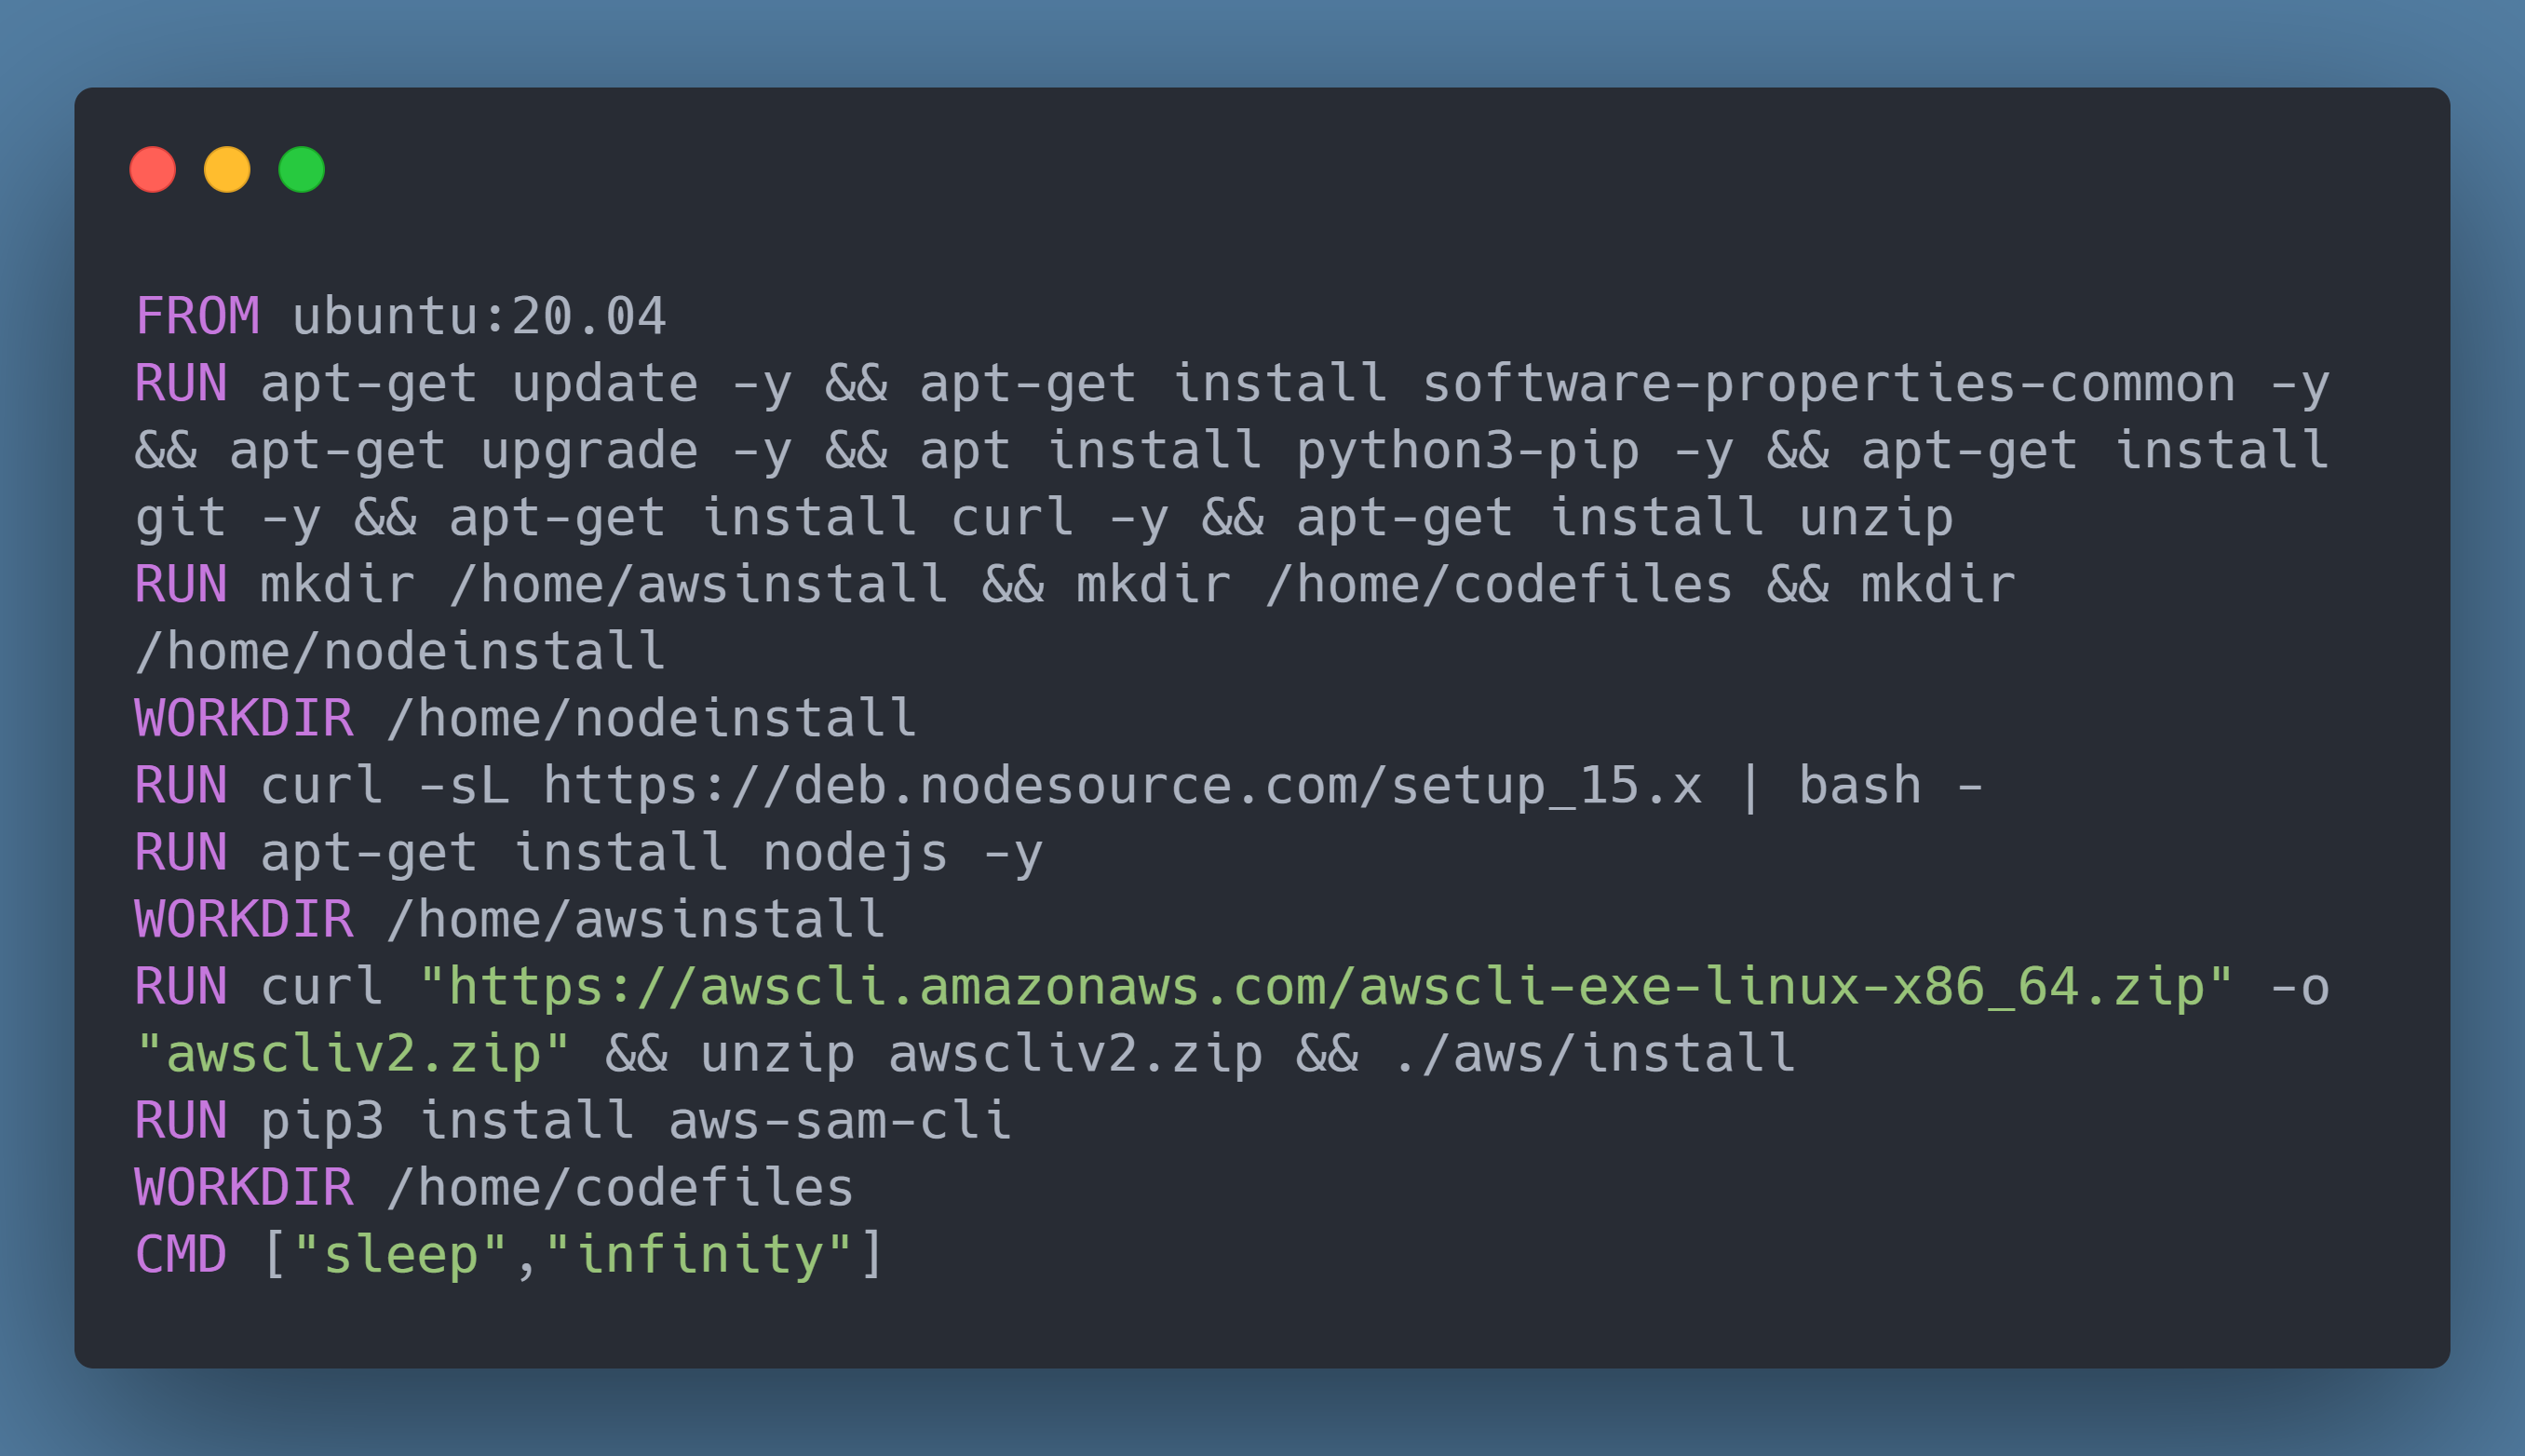 FROM ubuntu:20.04
RUN apt-get update -y && apt-get install software-properties-common -y
&& apt-get upgrade -y && apt install python3-pip -y && apt-get install
git -y && apt-get install curl -y && apt-get install unzip
RUN mkdir /home/awsinstall && mkdir /home/codefiles && mkdir
/home/nodeinstall
WORKDIR /home/nodeinstall
RUN curl -sL https://deb.nodesource.com/setup_15.x | bash -
RUN apt-get install nodejs -y
WORKDIR /home/awsinstall
RUN curl "https://awscli.amazonaws.com/awscli-exe-linux-x86_64.zip" -o
"awscliv2.zip" && unzip awscliv2.zip && ./aws/install
RUN pip3 install aws-sam-cli
WORKDIR /home/codefiles
CMD ["sleep","infinity"]